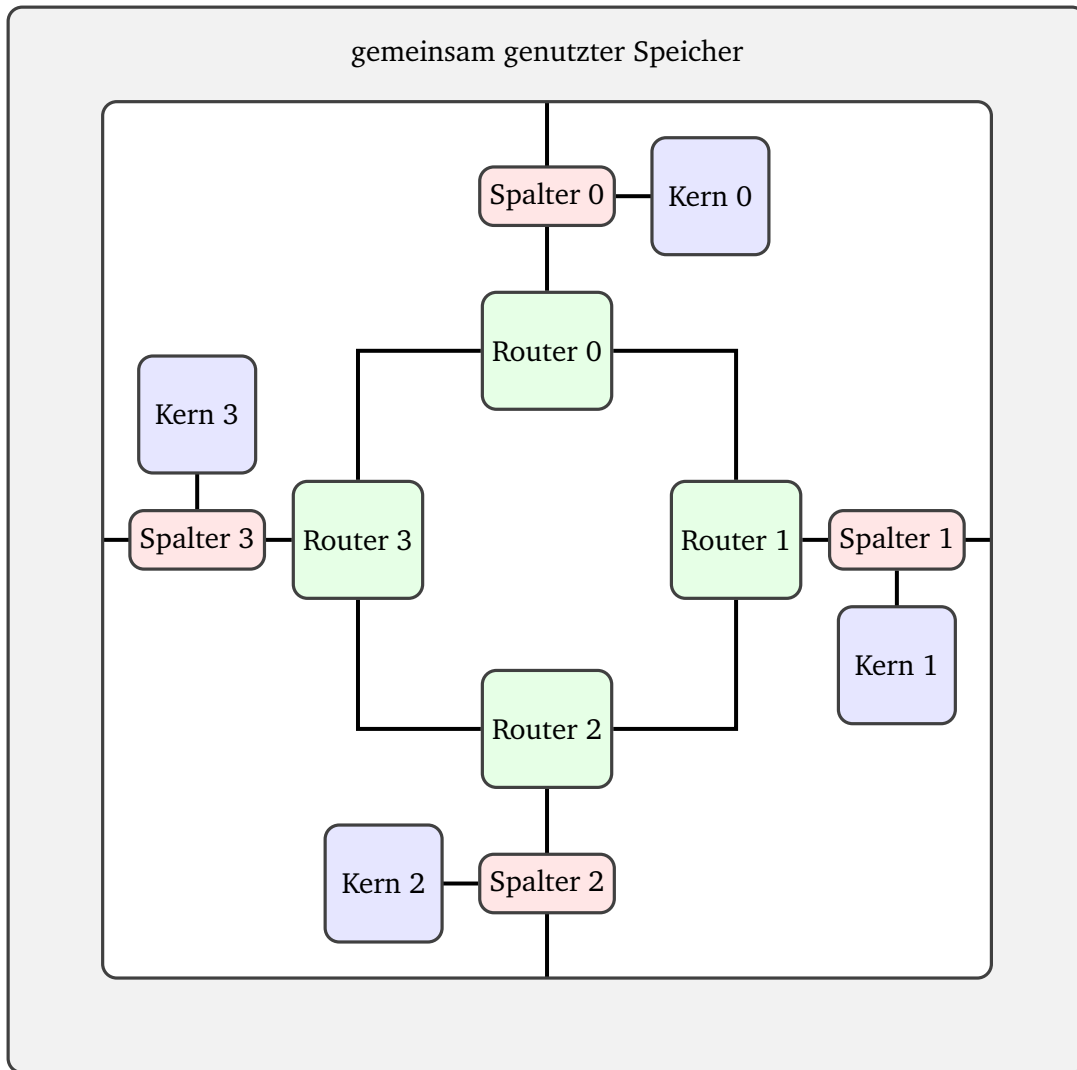 gemeinsam genutzter Speicher
Spalter 0
Kern 0
Router 0
Kern 3
Spalter 3
Router 3
Router 1
Spalter 1
Kern 1
Router 2
Kern 2
Spalter 2